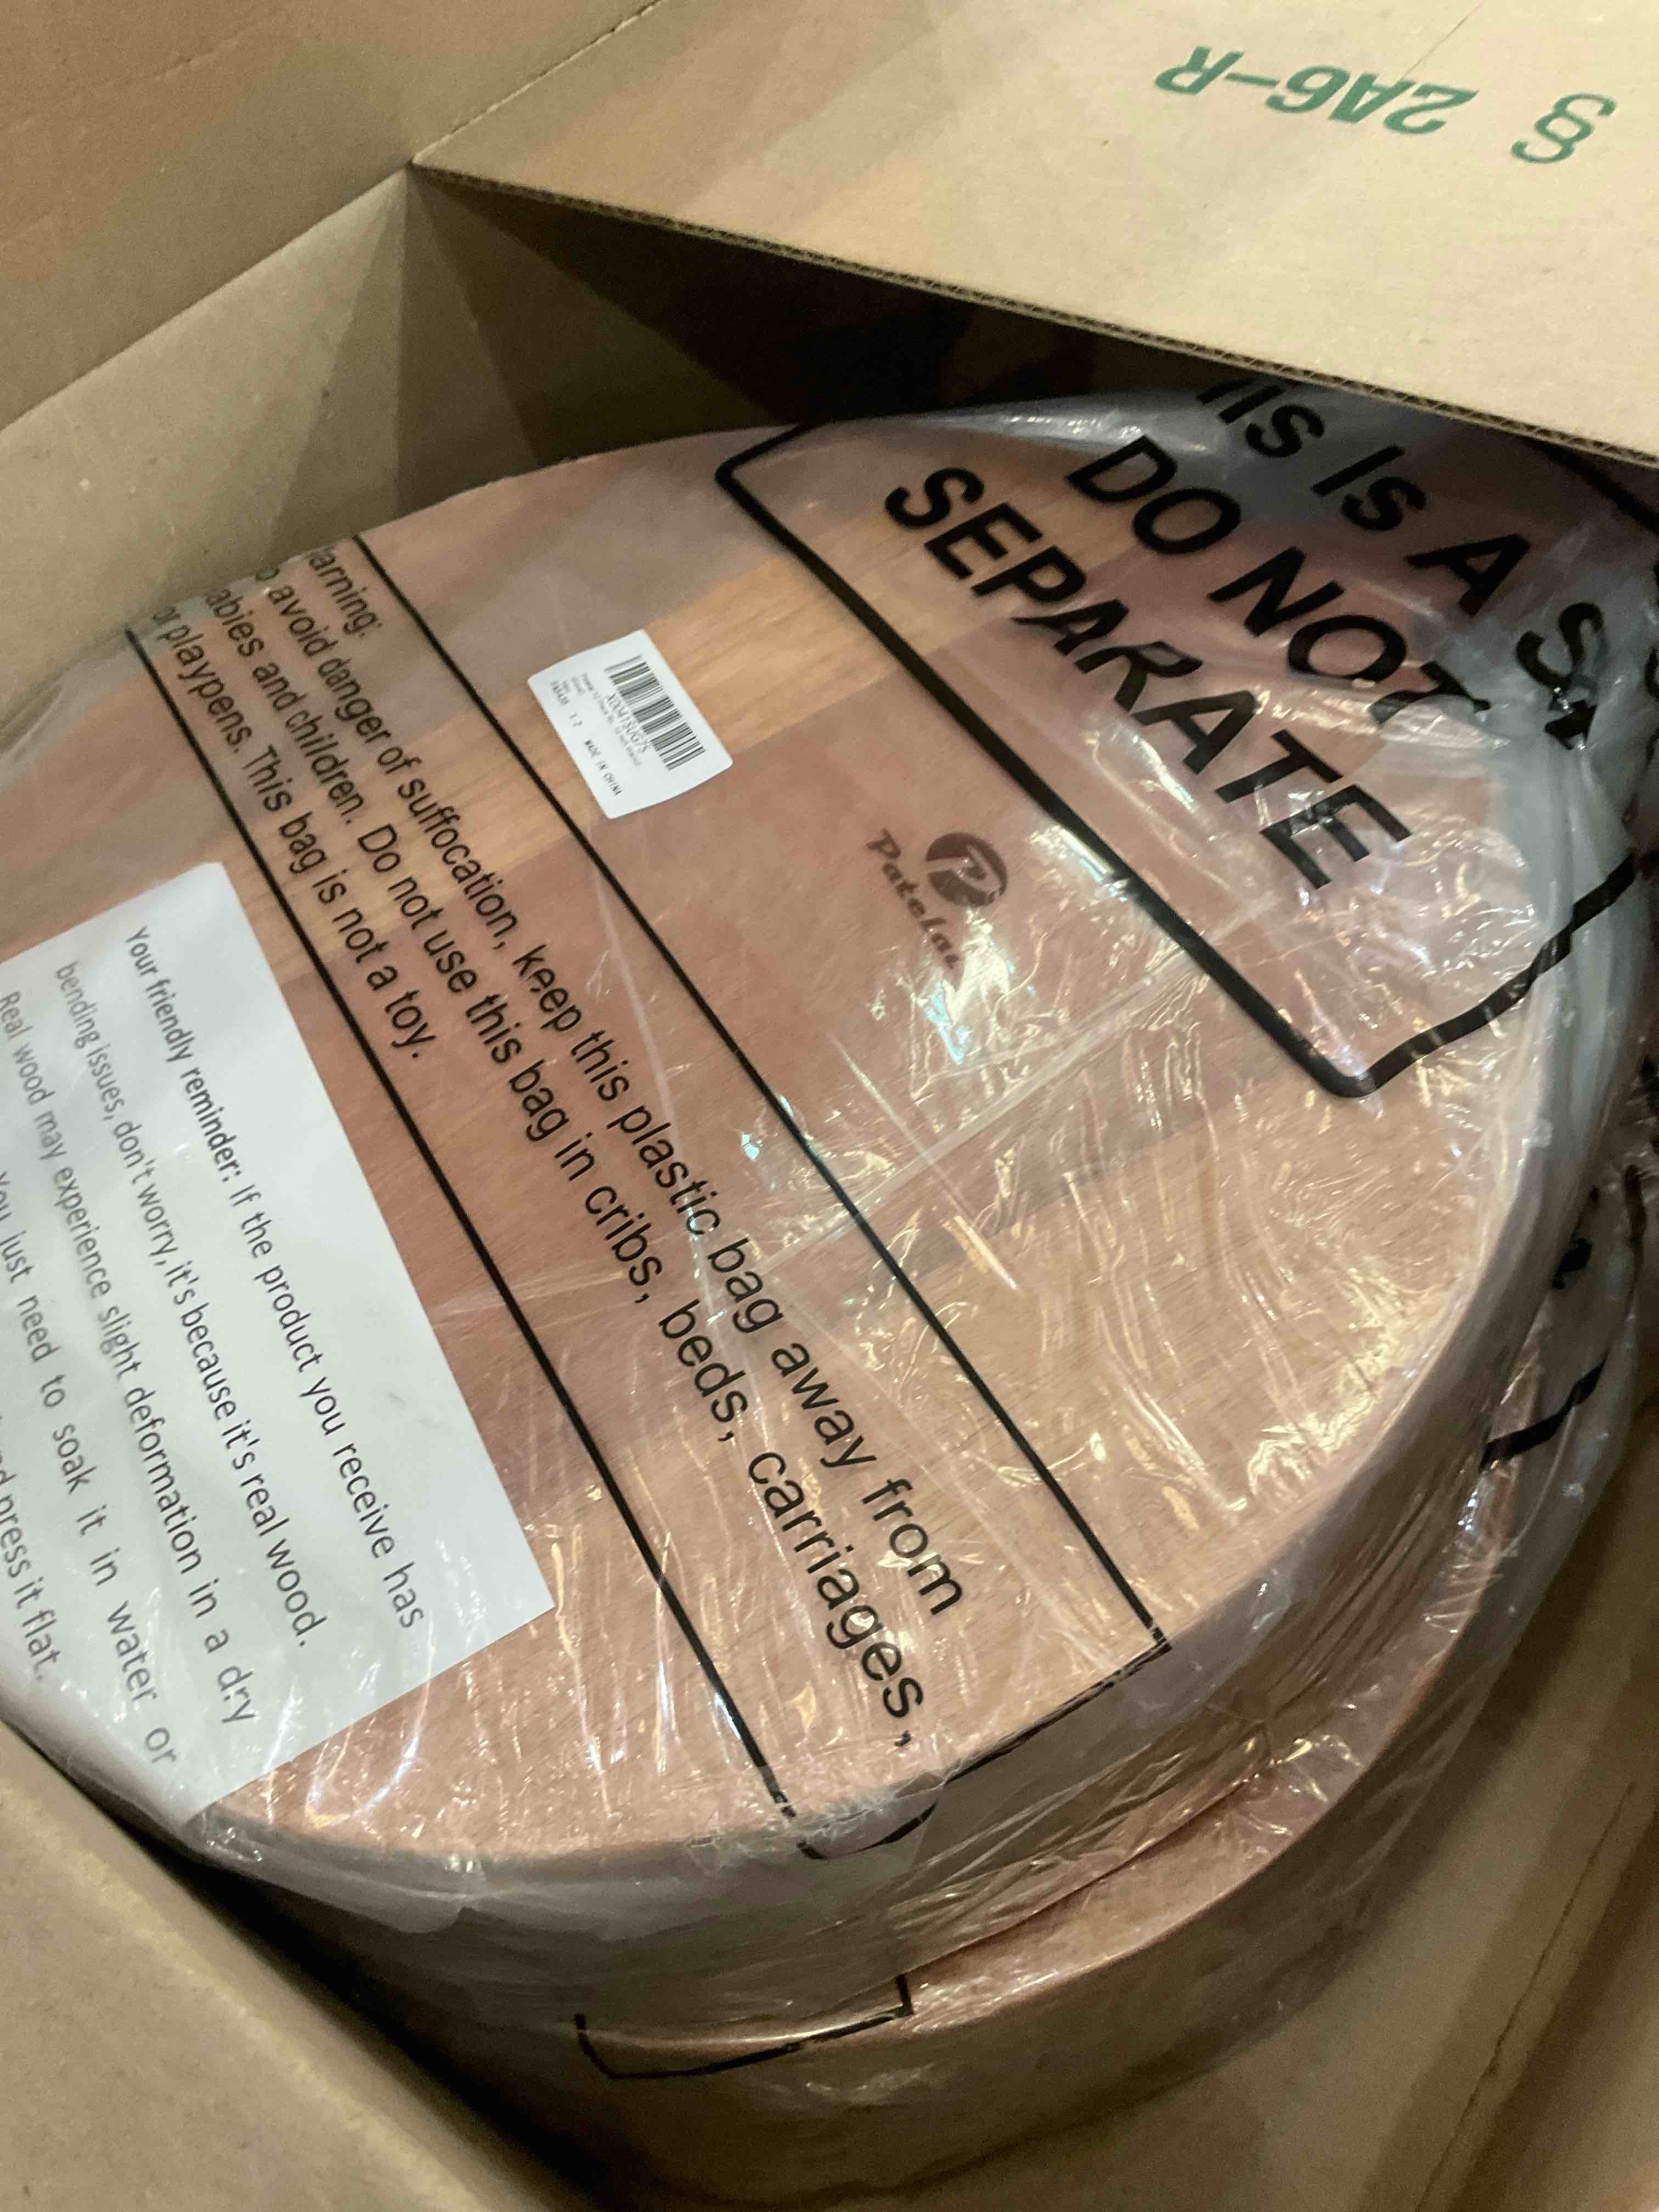 § 2A6-R
his Is A S
DO NOT
SEPARATE
Patelai
X0041SUG7S
MADE IN CHINA
arning:
o avoid danger of suffocation, keep this plastic bag away from
abies and children. Do not use this bag in cribs, beds, carriages,
or playpens. This bag is not a toy.
Your friendly reminder: If the product you receive has
bending issues, don't worry, it's because it's real wood.
Real wood may experience slight deformation in a dry
You just need to soak it in water or
press it flat.